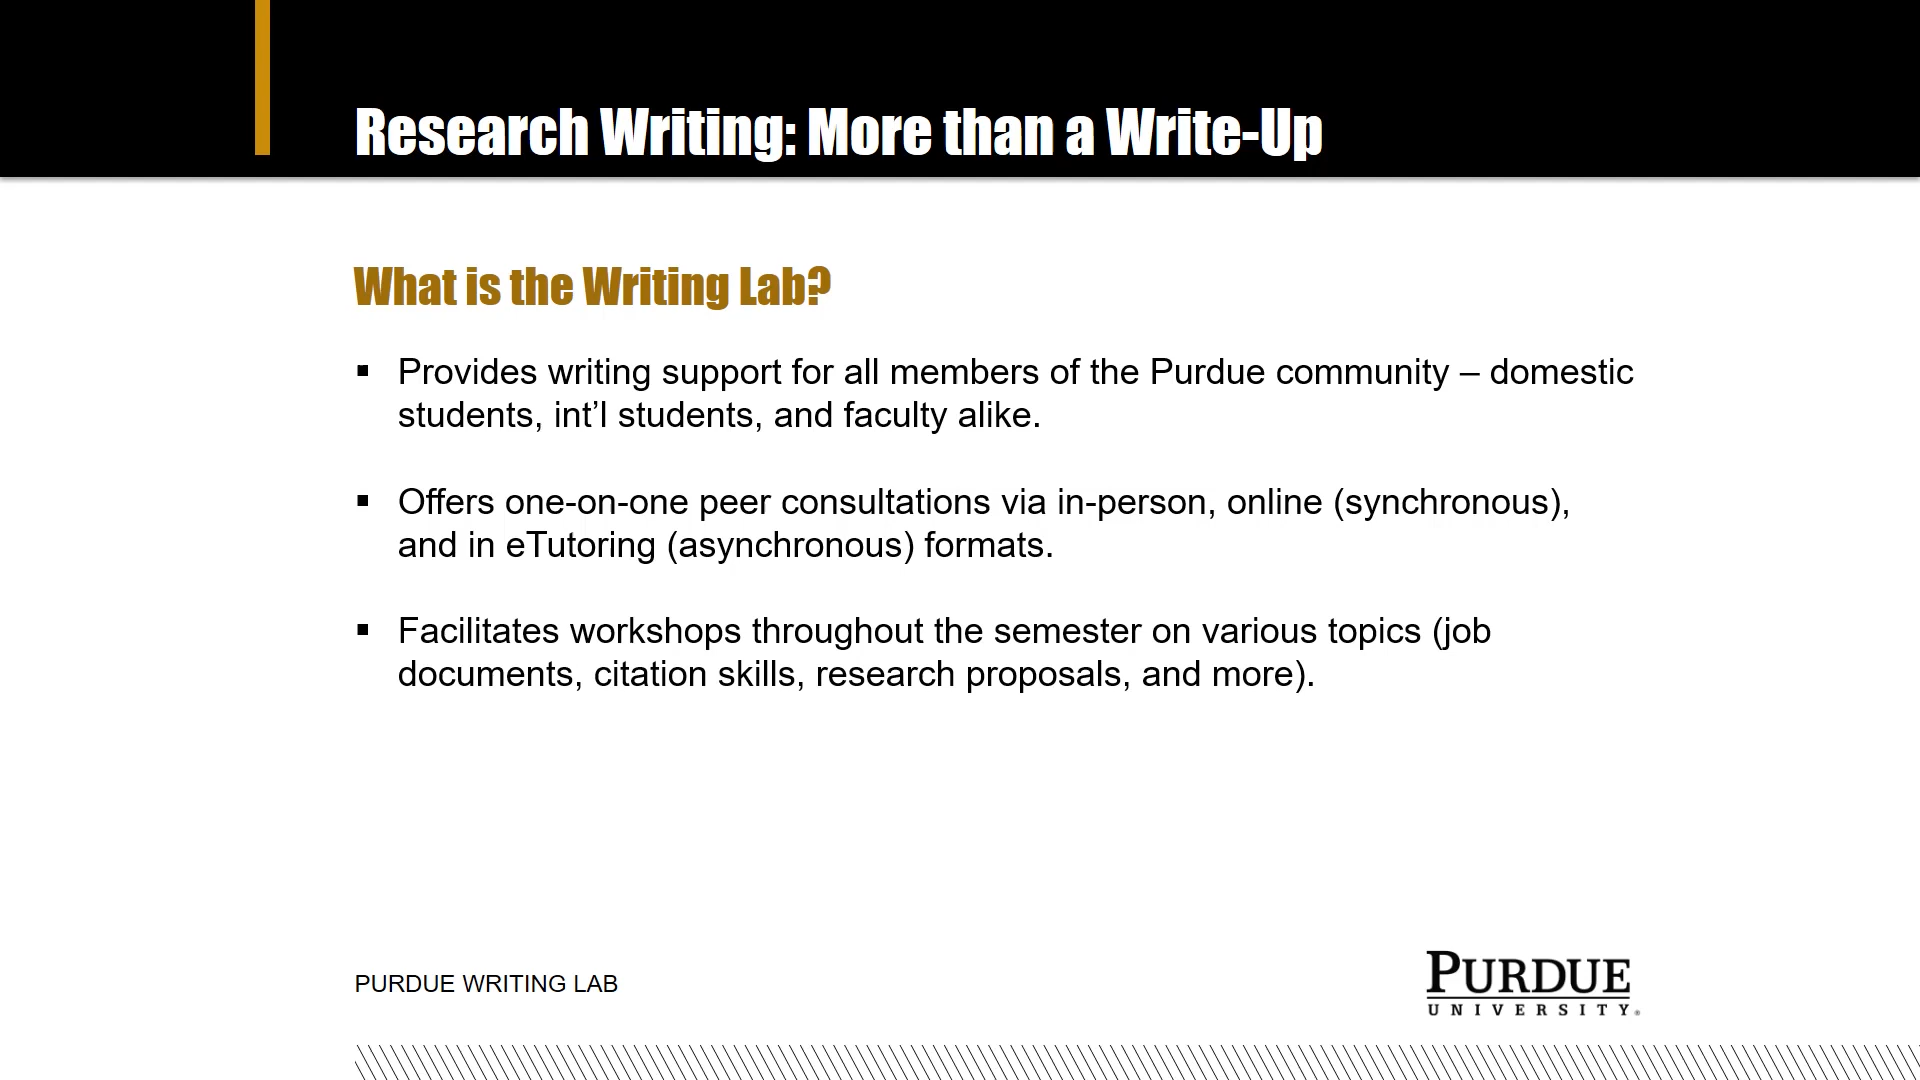 Research Writing: More than a Write-Up
What is the Writing Lab?
▪ Provides writing support for all members of the Purdue community – domestic
students, int’l students, and faculty alike.
▪ Offers one-on-one peer consultations via in-person, online (synchronous),
and in eTutoring (asynchronous) formats.
▪ Facilitates workshops throughout the semester on various topics (job
documents, citation skills, research proposals, and more).
PURDUE WRITING LAB
PURDUE
UNIVERSITY®